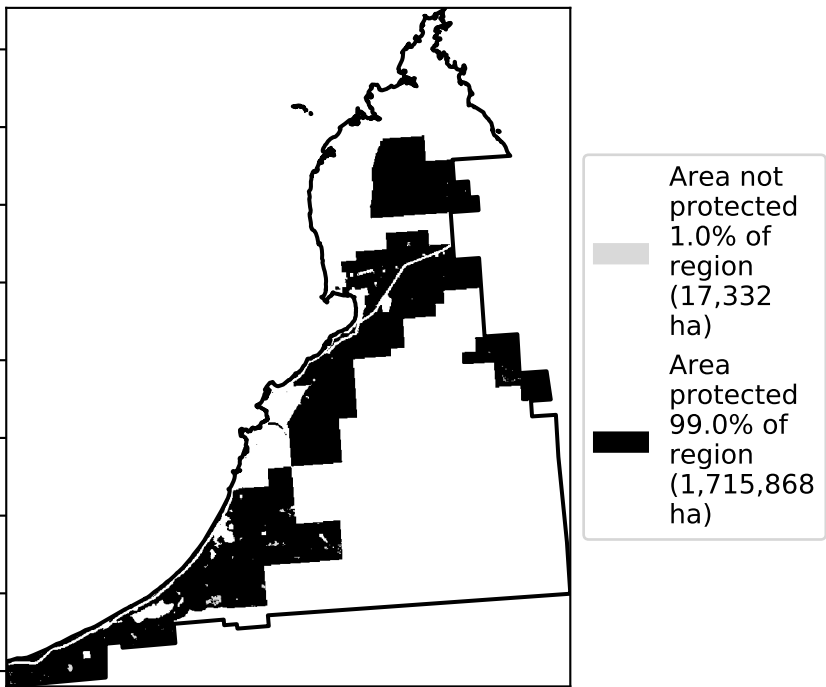 Area not
protected
1.0% of
region
(17,332
ha)
Area
protected
99.0% of
region
(1,715,868
ha)